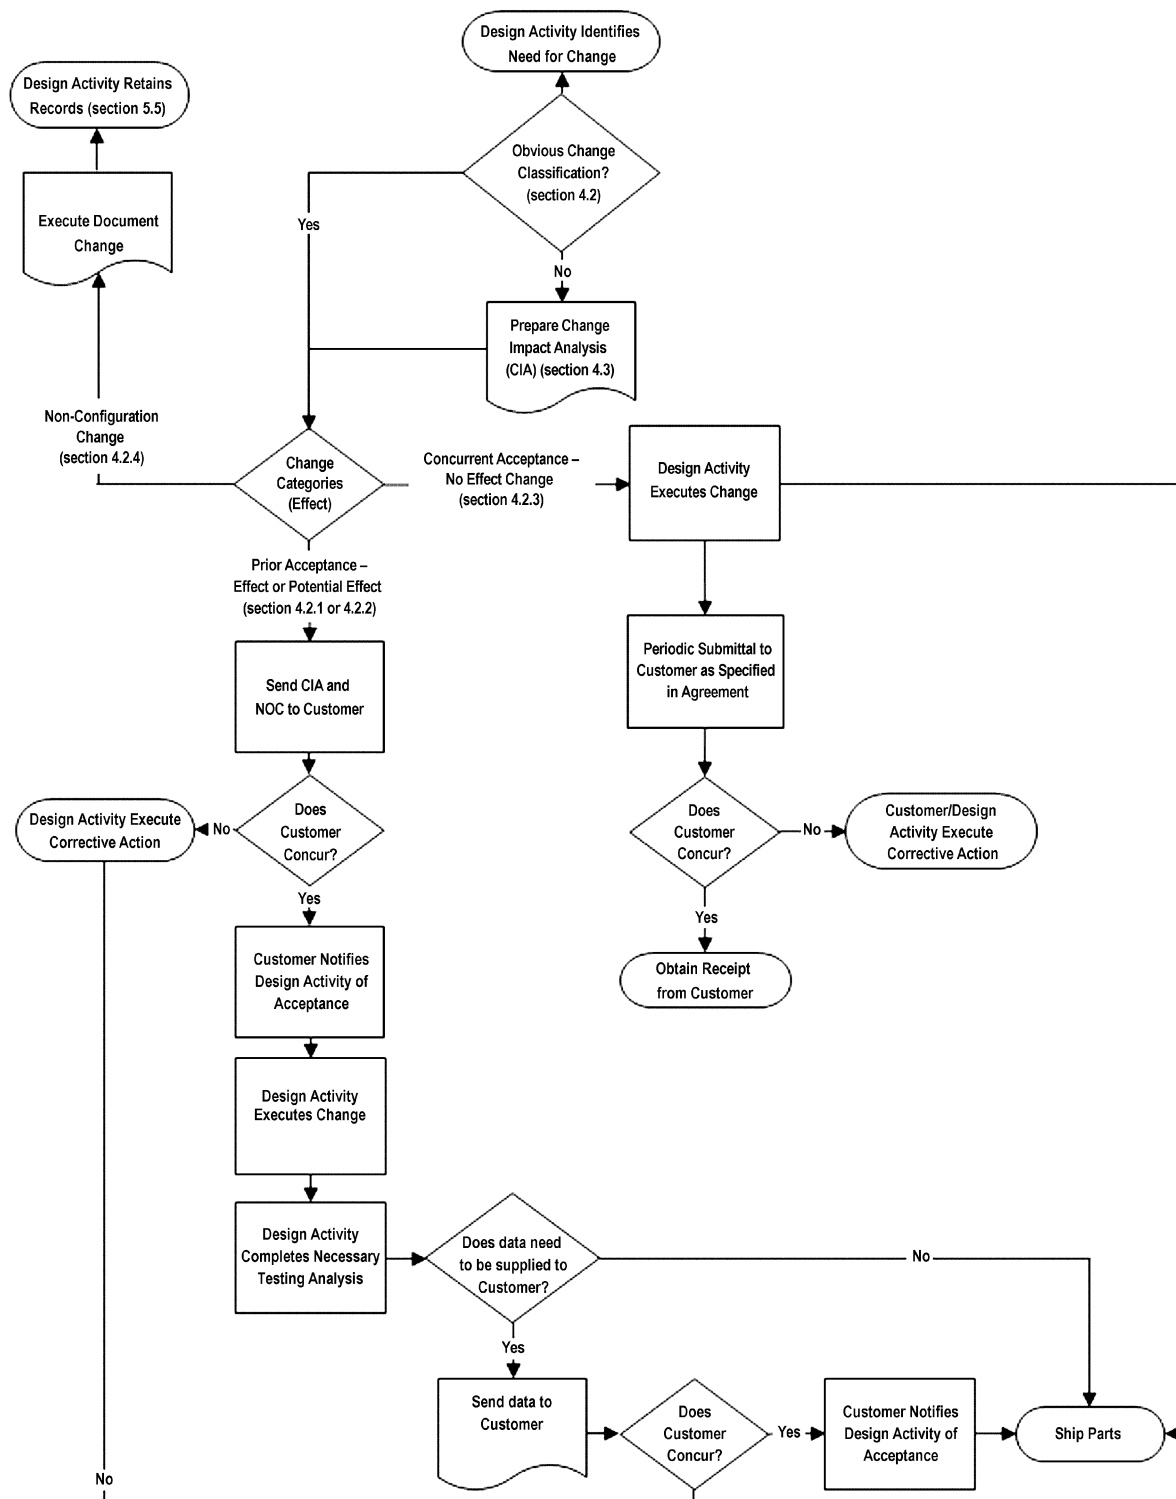 Design Activity Identifies
Need for Change
Design Activity Retains
Records (section 5.5)
Obvious Change
Classification?
(section 4.2)
Execute Document
Change
Yes
No
Prepare Change
Impact Analysis
(CIA) (section 4.3)
Non-Configuration
Change
(section 4.2.4)
Change
Categories
(Effect)
Concurrent Acceptance –
No Effect Change
(section 4.2.3)
Design Activity
Executes Change
Prior Acceptance –
Effect or Potential Effect
(section 4.2.1 or 4.2.2)
Periodic Submittal to
Customer as Specified
in Agreement
Send CIA and
NOC to Customer
Design Activity Execute
Corrective Action
No
Does
Customer
Concur?
Does
Customer
Concur?
No
Customer/Design
Activity Execute
Corrective Action
Yes
Yes
Customer Notifies
Design Activity of
Acceptance
Obtain Receipt
from Customer
Design Activity
Executes Change
Design Activity
Completes Necessary
Testing Analysis
Does data need
to be supplied to
Customer?
No
Yes
Send data to
Customer
Does
Customer
Concur?
Yes
Customer Notifies
Design Activity of
Acceptance
Ship Parts
No